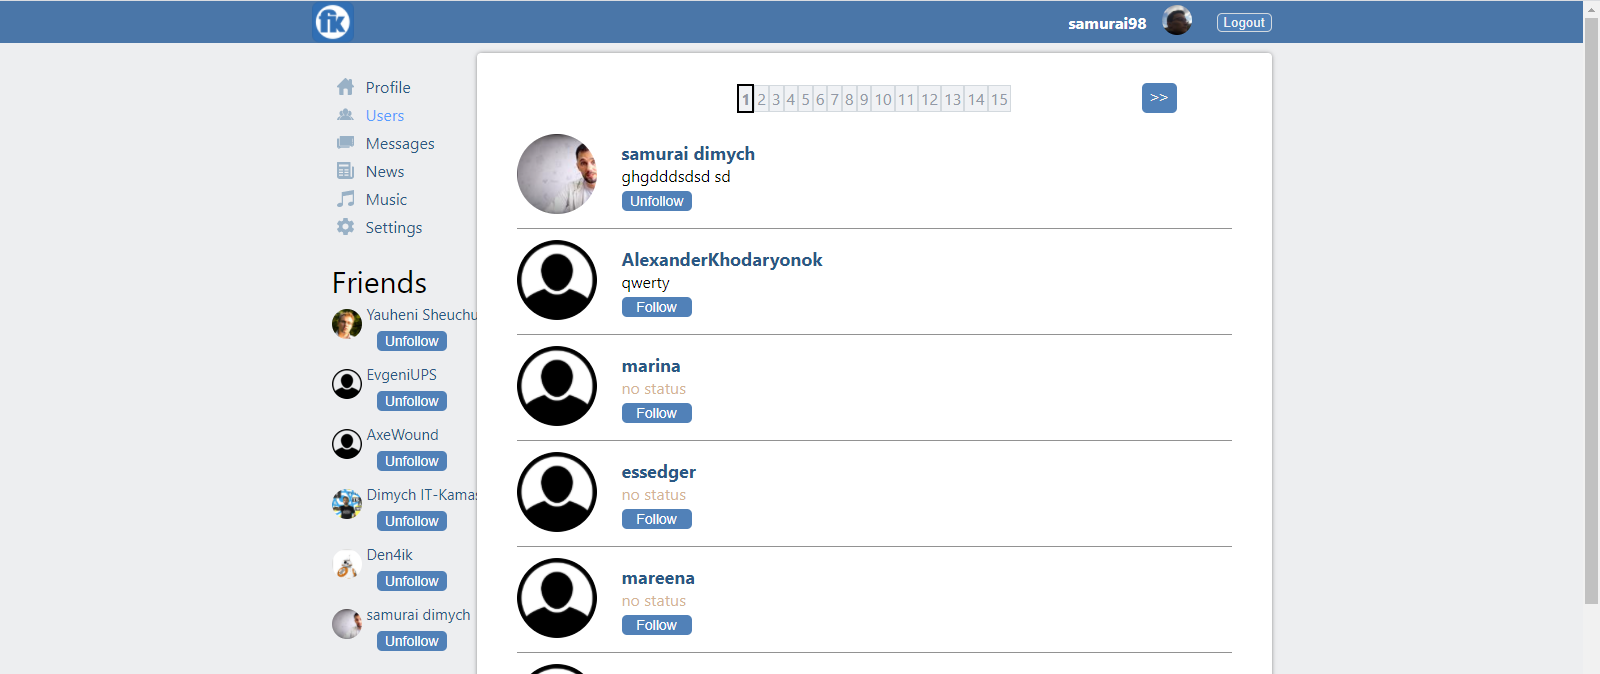 fk
samurai98
Logout
Profile
Users
Messages
News
Music
Settings
Friends
Yauheni Sheuchu
Unfollow
EvgeniUPS
Unfollow
AxeWound
Unfollow
Dimych IT-Kamas
Unfollow
Den4ik
Unfollow
samurai dimych
Unfollow
1 2 3 4 5 6 7 8 9 10 11 12 13 14 15
>>
samurai dimych
ghgdddsdsd sd
Unfollow
AlexanderKhodaryonok
qwerty
Follow
marina
no status
Follow
essedger
no status
Follow
mareena
no status
Follow